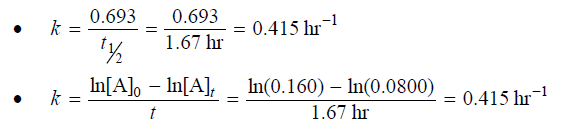 • k = 0.693 / t½ = 0.693 / 1.67 hr = 0.415 hr⁻¹
• k = ln[A]₀ − ln[A]ₜ / t = ln(0.160) − ln(0.0800) / 1.67 hr = 0.415 hr⁻¹